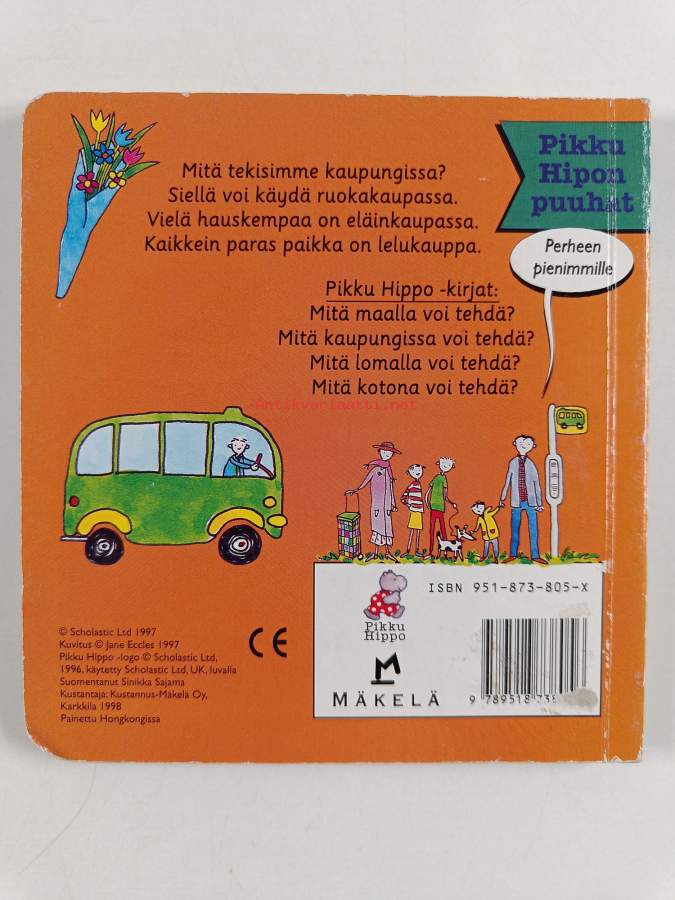 Pikku
Hipon
puuhat
Perheen
pienimmille
Mitä tekisimme kaupungissa?
Siellä voi käydä ruokakaupassa.
Vielä hauskempaa on eläinkaupassa.
Kaikkein paras paikka on lelukauppa.
Pikku Hippo -kirjat:
Mitä maalla voi tehdä?
Mitä kaupungissa voi tehdä?
Mitä lomalla voi tehdä?
Mitä kotona voi tehdä?
Antikvariaatti.net
© Scholastic Ltd 1997
Kuvitus © Jane Eccles 1997
Pikku Hippo -logo © Scholastic Ltd,
1996, käytetty Scholastic Ltd, UK, luvalla
Suomentanut Sinikka Sajama
Kustantaja: Kustannus-Mäkelä Oy,
Karkkila 1998
Painettu Hongkongissa
CE
Pikku
Hippo
MÄKELÄ
ISBN 951-873-805-X
9 789518 738